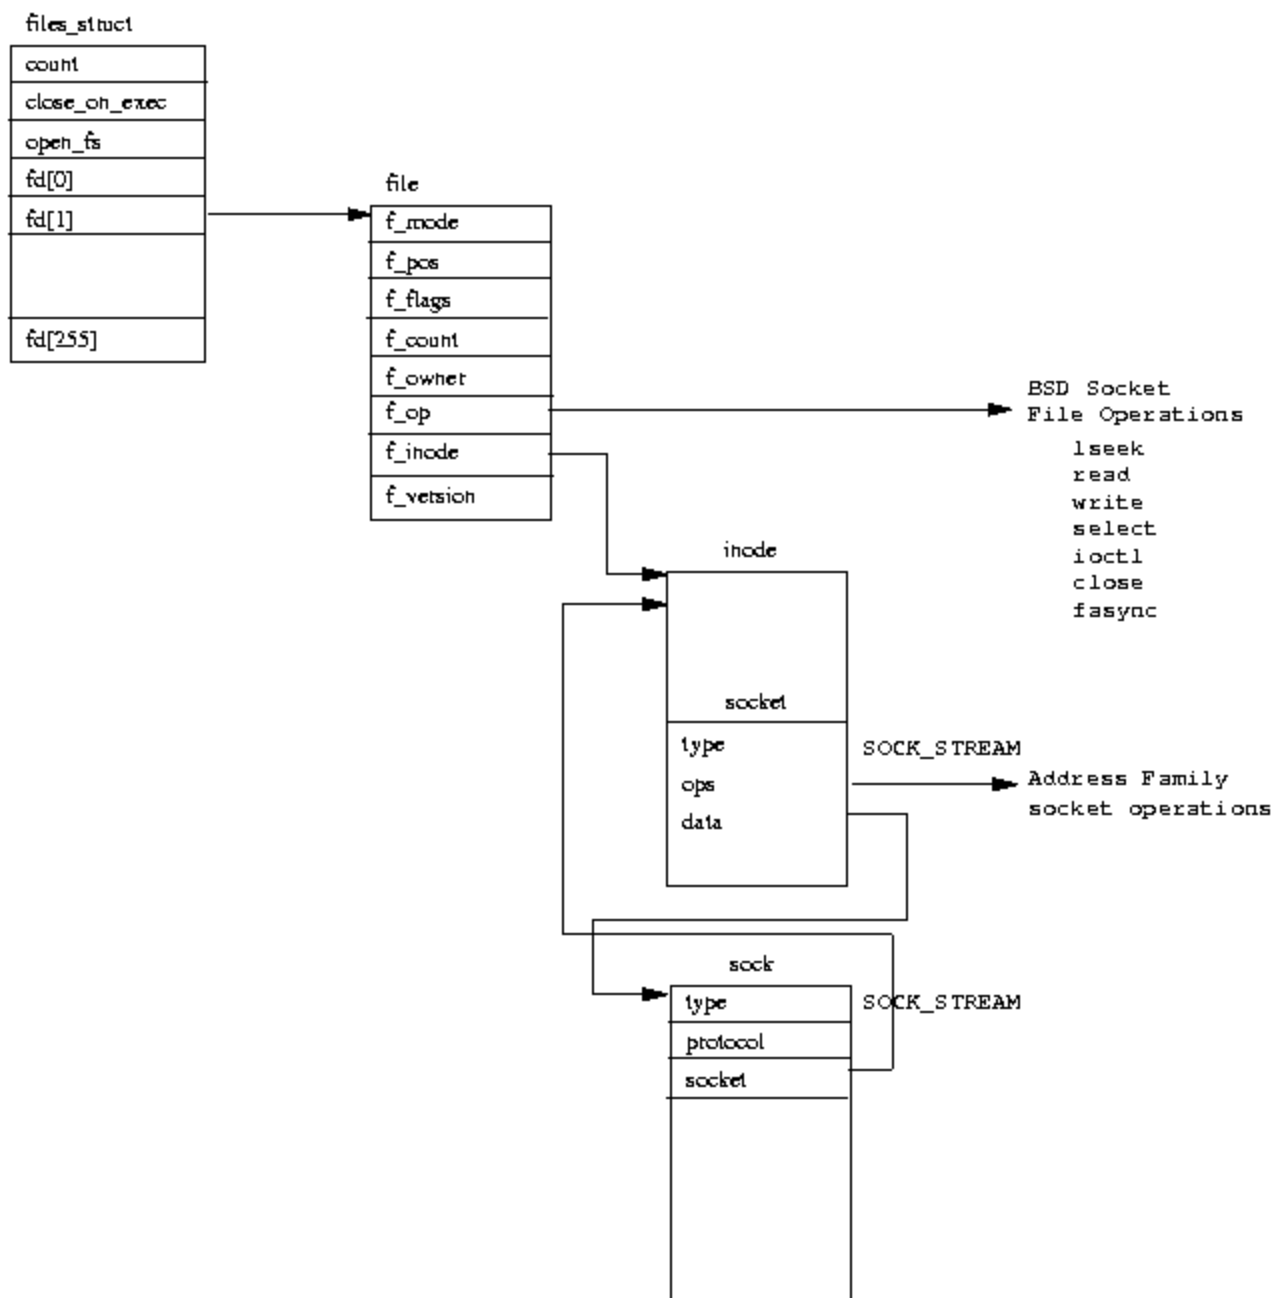 files_struct
count
close_on_exec
open_fs
fd[0]
fd[1]
fd[255]
file
f_mode
f_pos
f_flags
f_count
f_owner
f_op
f_inode
f_version
BSD Socket
File Operations
lseek
read
write
select
ioctl
close
fasync
inode
socket
type
SOCK_STREAM
ops
Address Family
socket operations
data
sock
type
SOCK_STREAM
protocol
socket